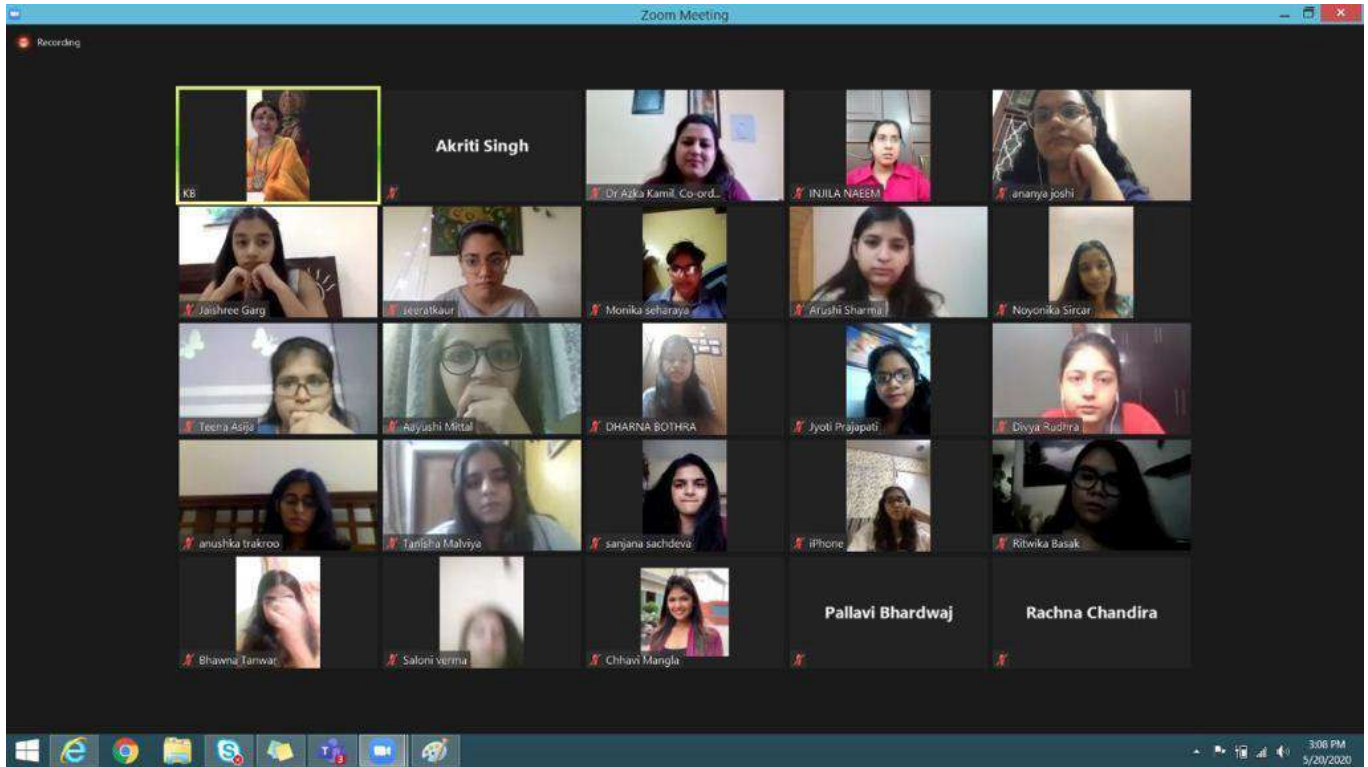 Zoom Meeting
Recording
KB
Akriti Singh
Dr Azka Kamil, Co-ord...
INJILA NAEEM
ananya joshi
Jaishree Garg
seeratkaur
Monika seharaya
Arushi Sharma
Noyonika Sircar
Teena Asija
Aayushi Mittal
DHARNA BOTHRA
Jyoti Prajapati
Divya Rudhra
anushka trakroo
Tanisha Malviya
sanjana sachdeva
iPhone
Ritwika Basak
Bhawna Tanwar
Saloni verma
Chhavi Mangla
Pallavi Bhardwaj
Rachna Chandira
3:08 PM
5/20/2020